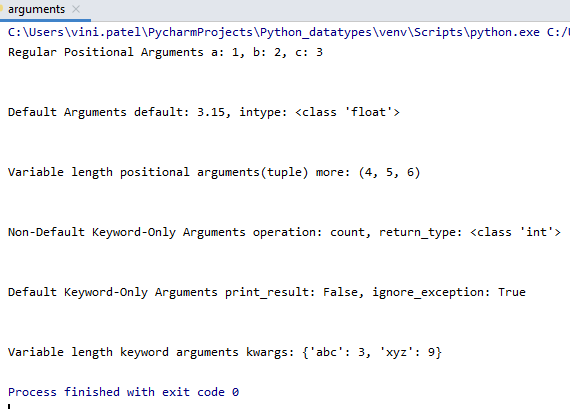 arguments
C:\Users\vini.patel\PycharmProjects\Python_datatypes\venv\Scripts\python.exe C:/
Regular Positional Arguments a: 1, b: 2, c: 3
Default Arguments default: 3.15, intype: <class 'float'>
Variable length positional arguments(tuple) more: (4, 5, 6)
Non-Default Keyword-Only Arguments operation: count, return_type: <class 'int'>
Default Keyword-Only Arguments print_result: False, ignore_exception: True
Variable length keyword arguments kwargs: {'abc': 3, 'xyz': 9}
Process finished with exit code 0